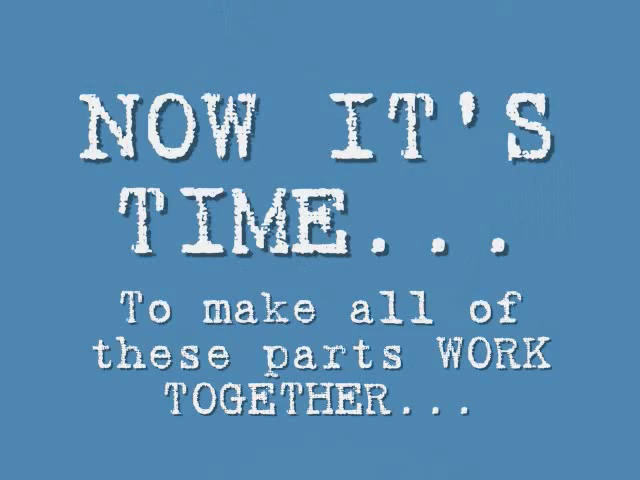 NOW IT'S
TIME...
To make all of
these parts WORK
TOGETHER...